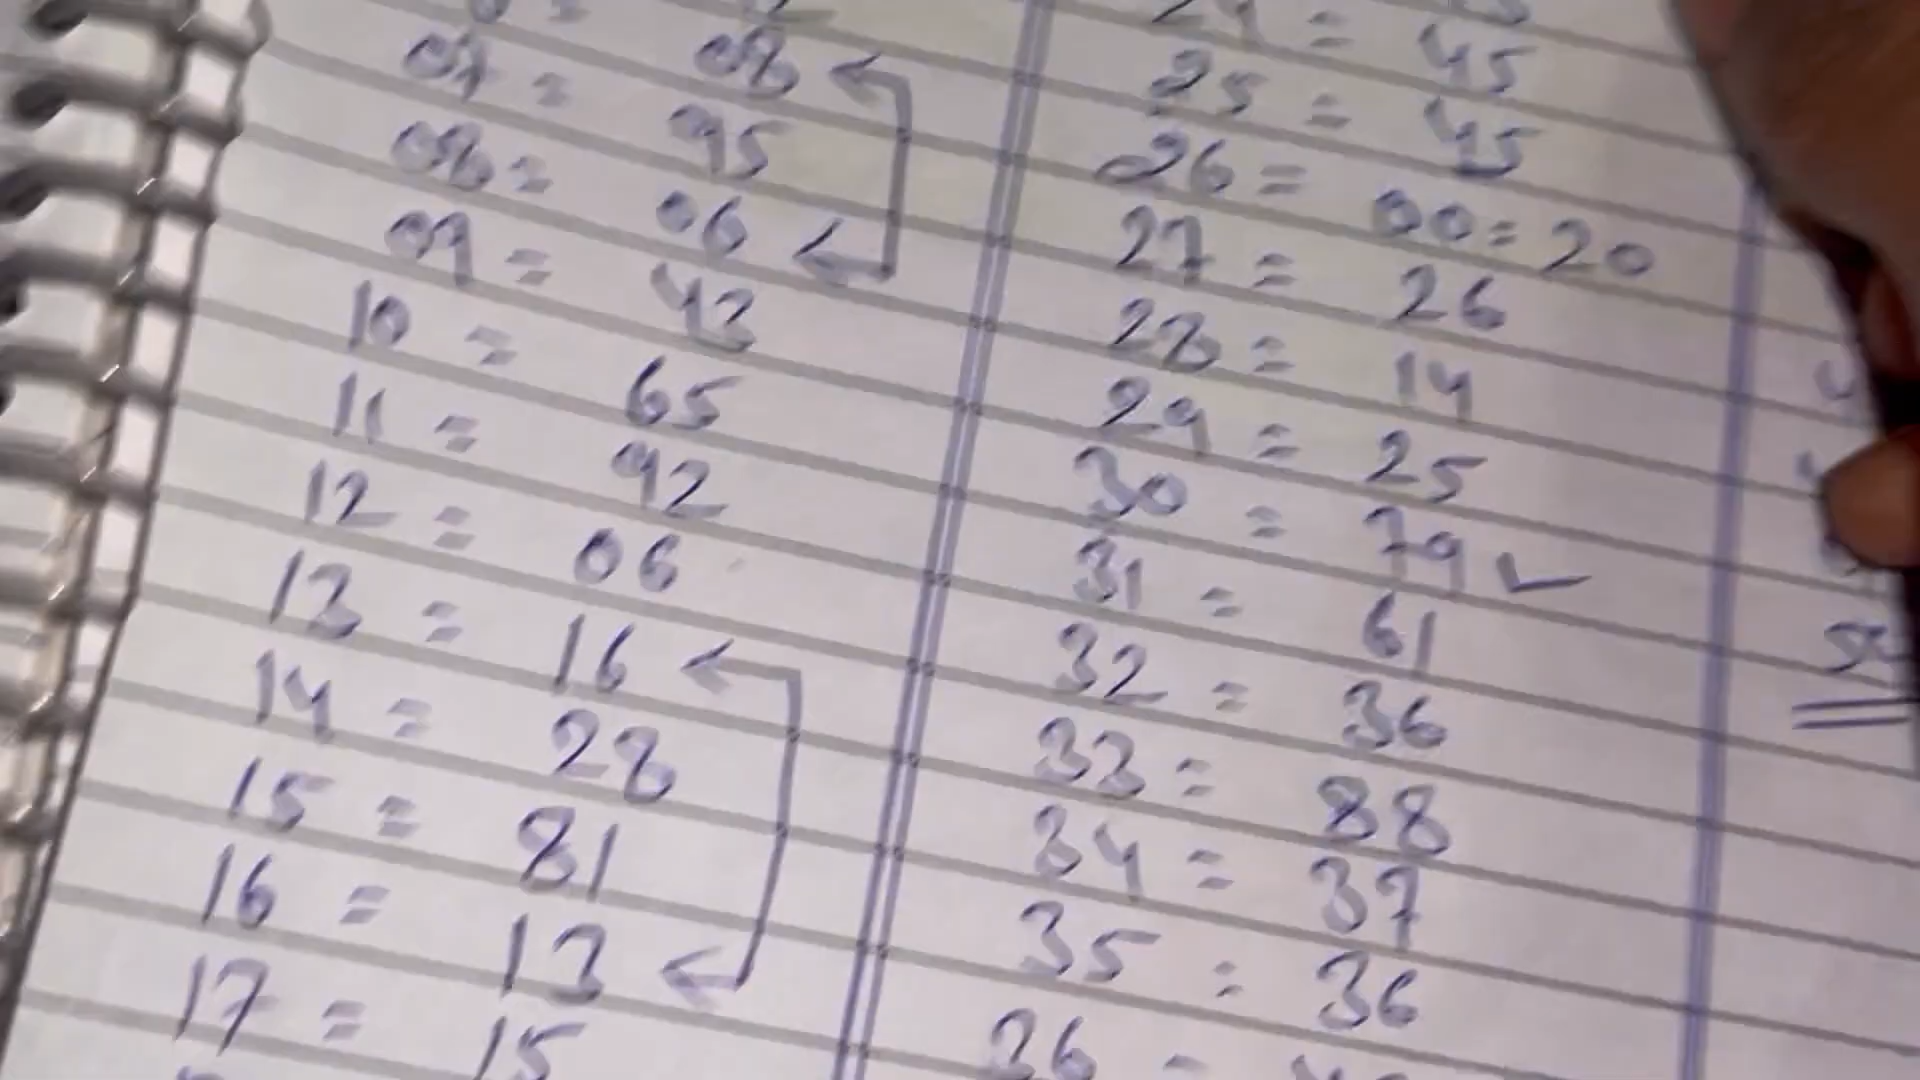 = 08
07 = 95
08 = 06
09 = 43
10 = 65
11 = 92
12 = 06
13 = 16
14 = 28
15 = 81
16 = 13
17 = 15
24 = 45
25 = 45
26 = 00 = 20
27 = 26
28 = 14
29 = 25
30 = 79 ✓
31 = 61
32 = 36
33 = 88
34 = 37
35 = 36
36 =